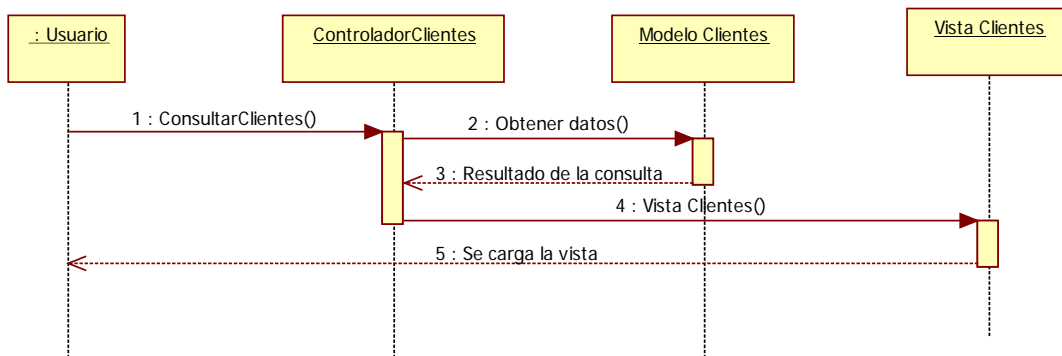 : Usuario
ControladorClientes
Modelo Clientes
Vista Clientes
1 : ConsultarClientes()
2 : Obtener datos()
3 : Resultado de la consulta
4 : Vista Clientes()
5 : Se carga la vista